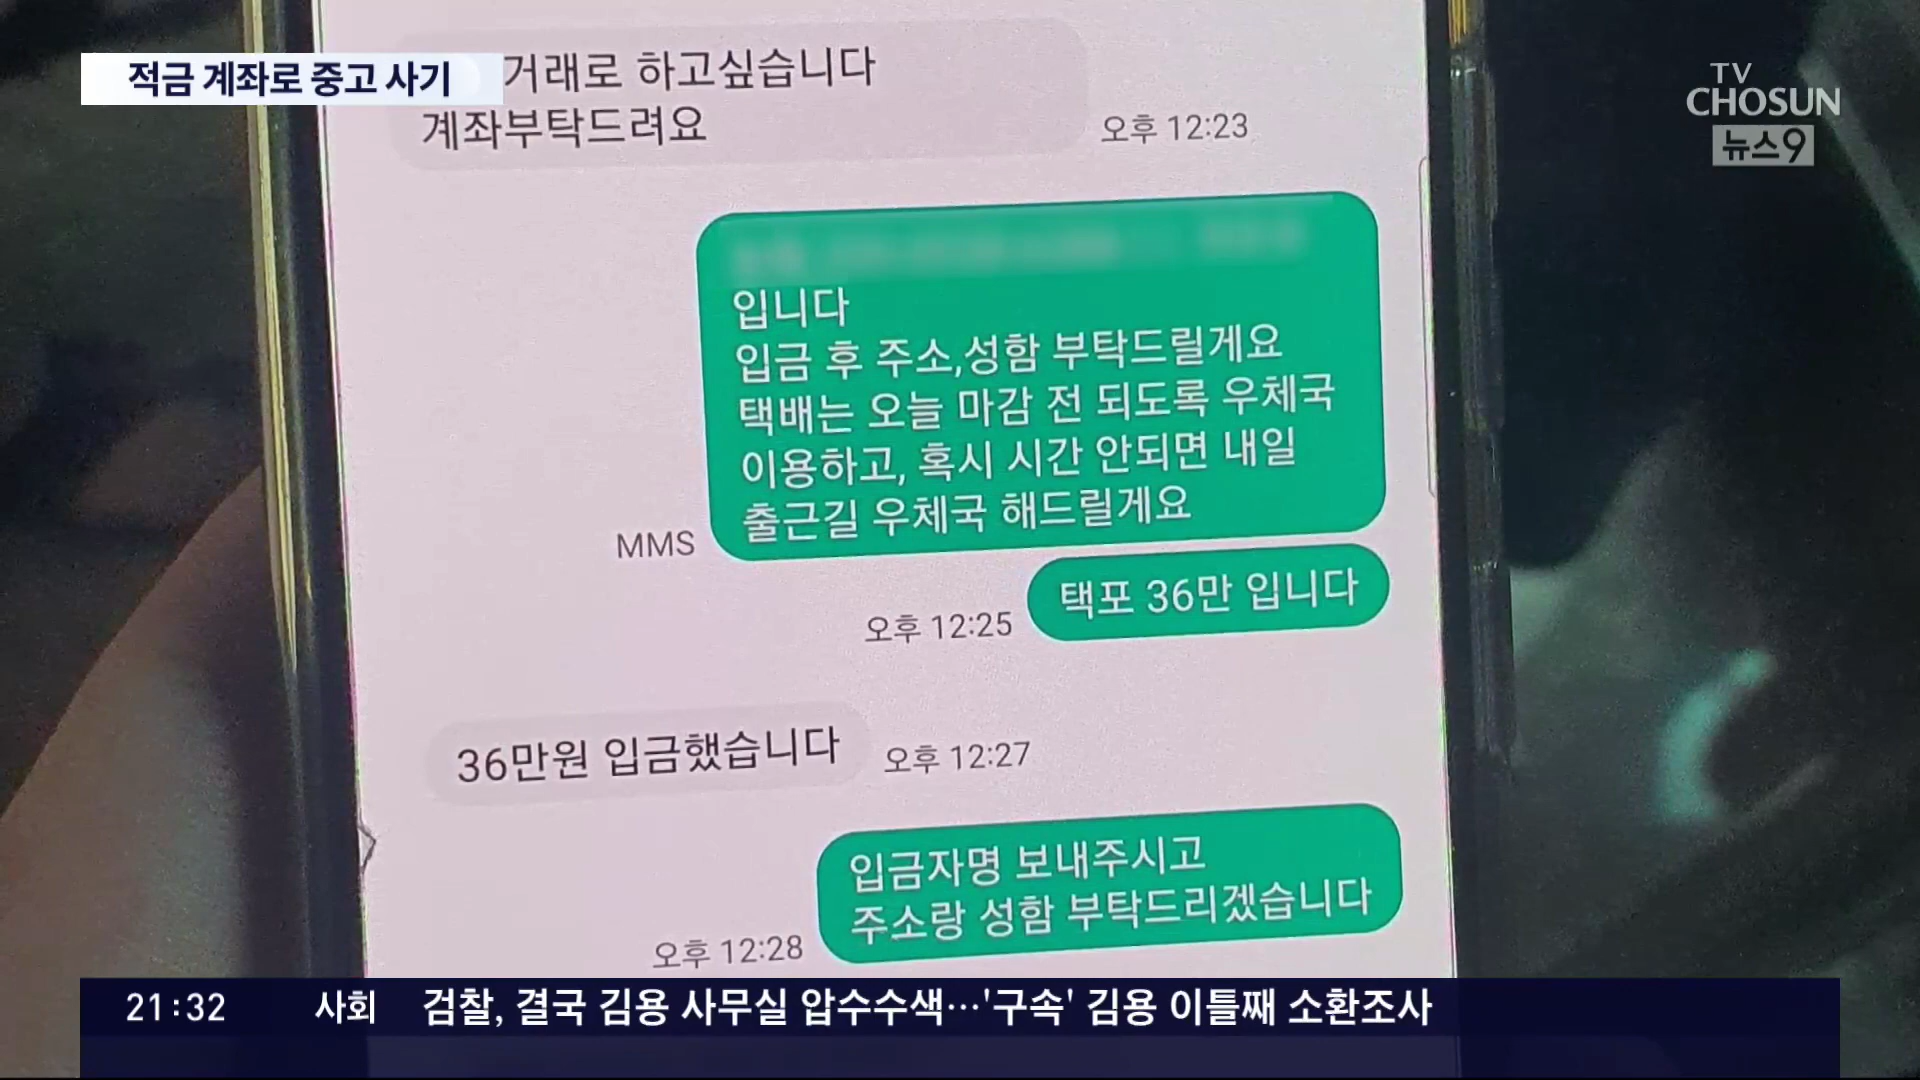 적금 계좌로 중고 사기
TV
CHOSUN
뉴스9
거래로 하고싶습니다
계좌부탁드려요
오후 12:23
입니다
입금 후 주소,성함 부탁드릴게요
택배는 오늘 마감 전 되도록 우체국
이용하고, 혹시 시간 안되면 내일
출근길 우체국 해드릴게요
MMS
택포 36만 입니다
오후 12:25
36만원 입금했습니다
오후 12:27
입금자명 보내주시고
주소랑 성함 부탁드리겠습니다
오후 12:28
21:32 사회 검찰, 결국 김용 사무실 압수수색…'구속' 김용 이틀째 소환조사